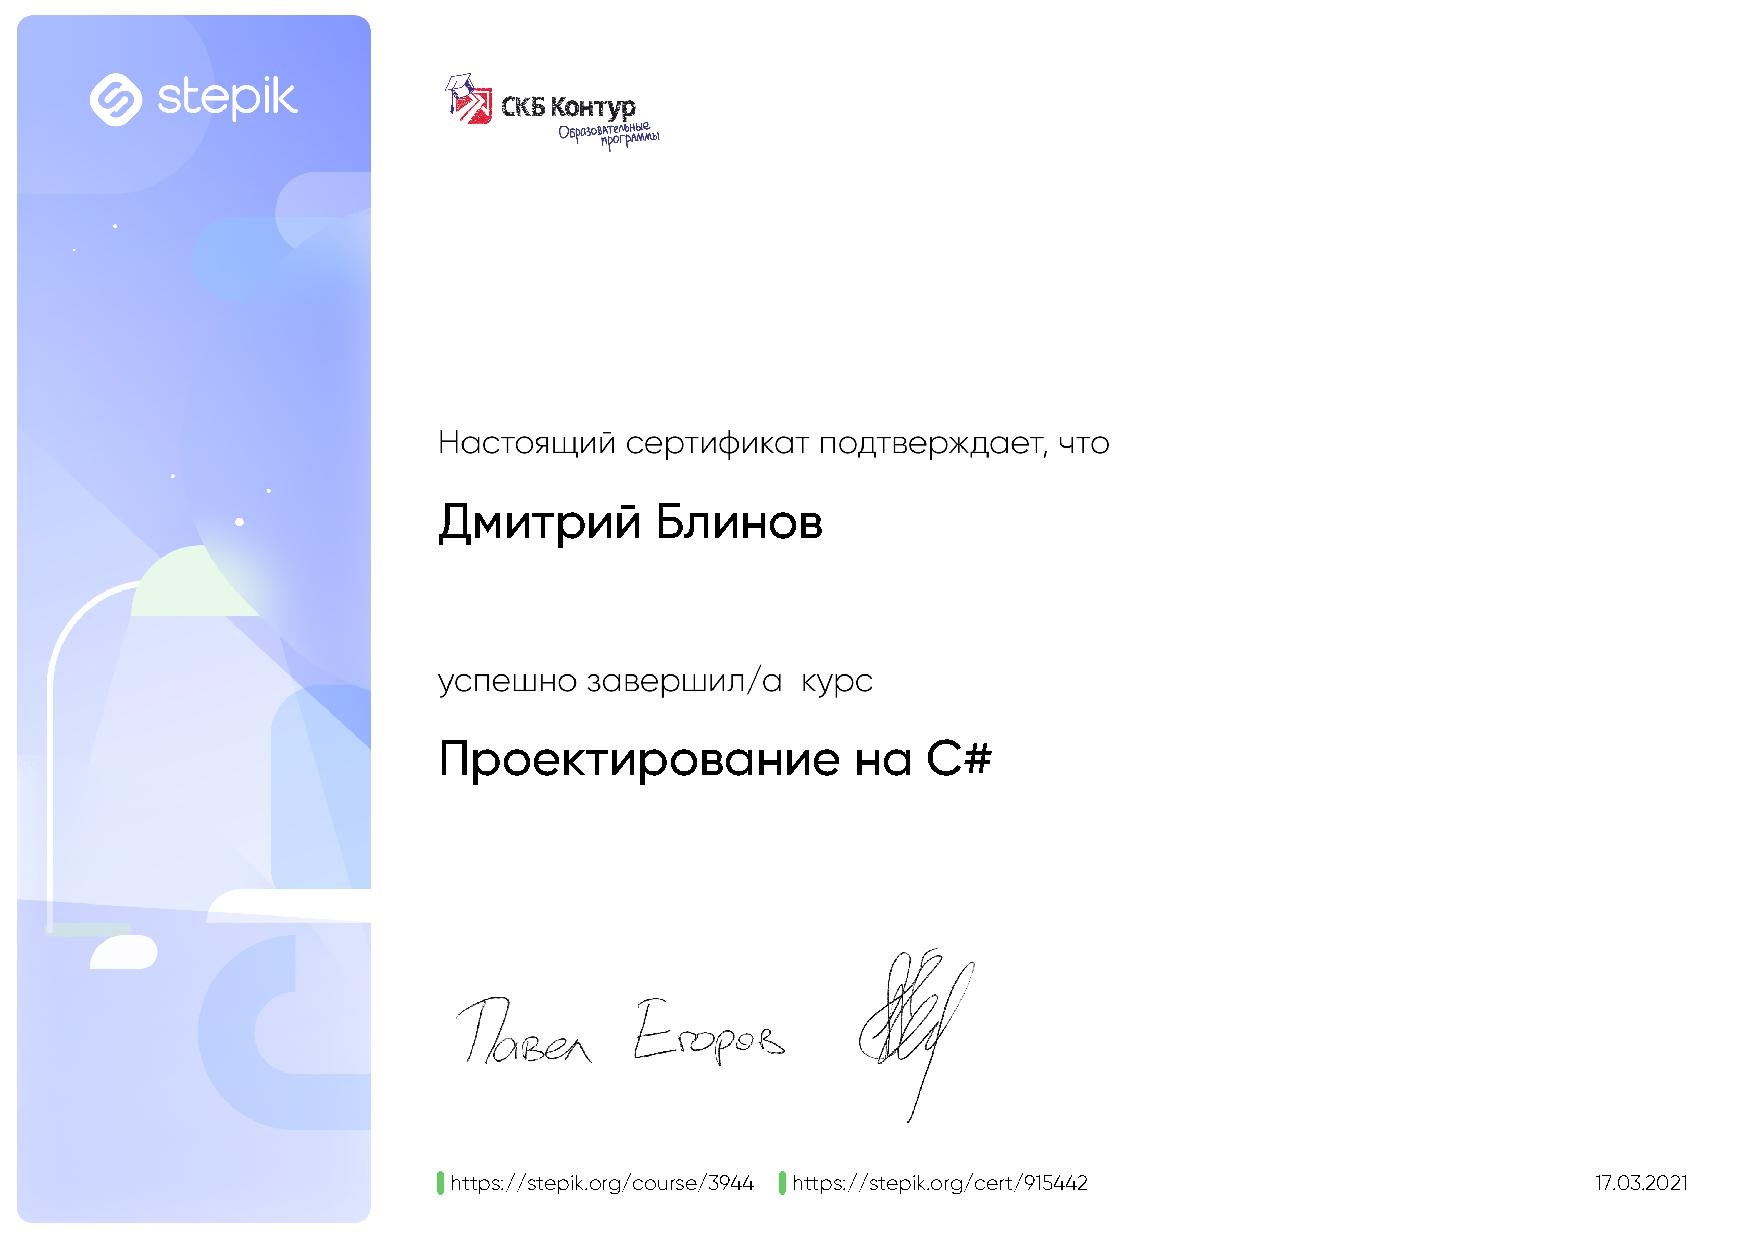 stepik
СКБ Контур
Образовательные
программы
Настоящий сертификат подтверждает, что
Дмитрий Блинов
успешно завершил/а курс
Проектирование на C#
Павел Егоров
https://stepik.org/course/3944 https://stepik.org/cert/915442 17.03.2021